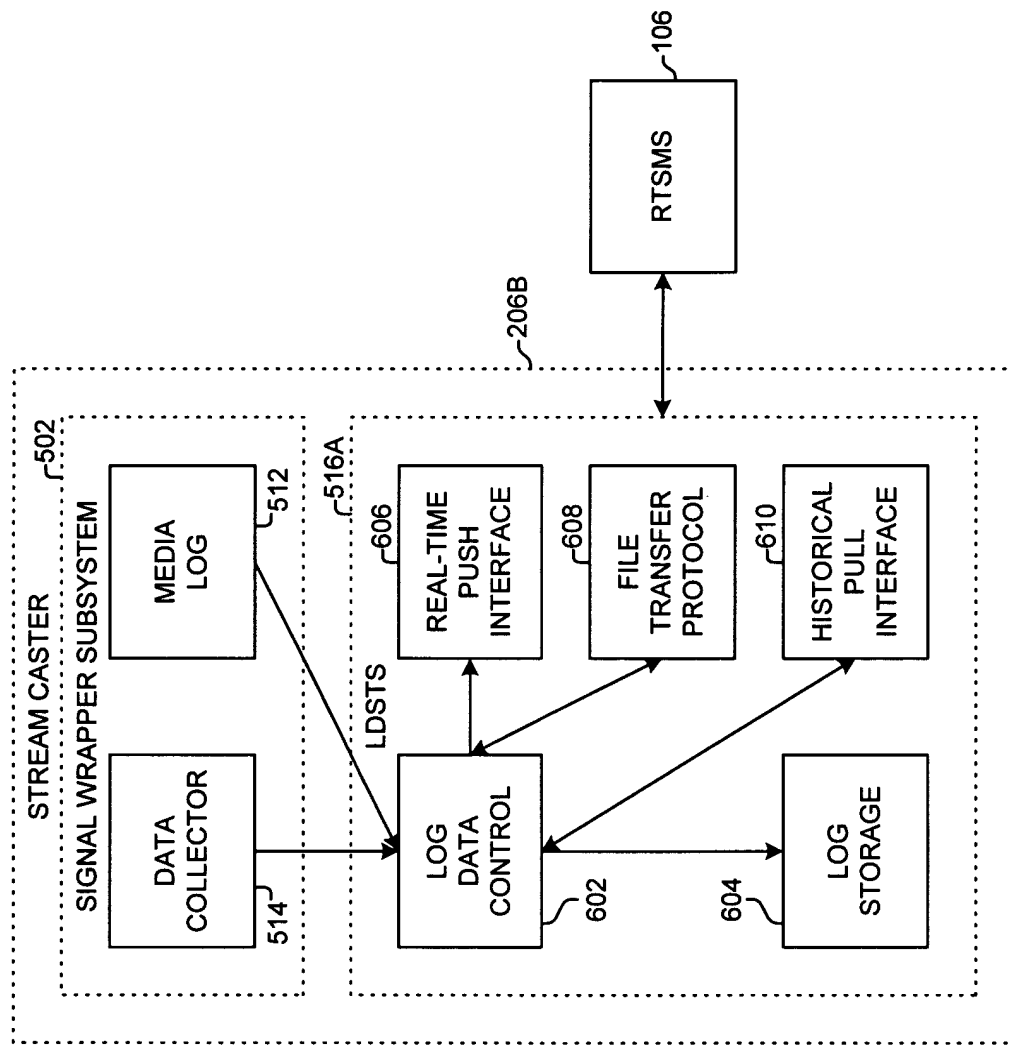 STREAM CASTER
SIGNAL WRAPPER SUBSYSTEM
502
DATA
COLLECTOR
514
MEDIA
LOG
512
206B
LDSTS
516A
LOG
DATA
CONTROL
602
REAL-TIME
PUSH
INTERFACE
606
FILE
TRANSFER
PROTOCOL
608
LOG
STORAGE
604
HISTORICAL
PULL
INTERFACE
610
RTSMS
106